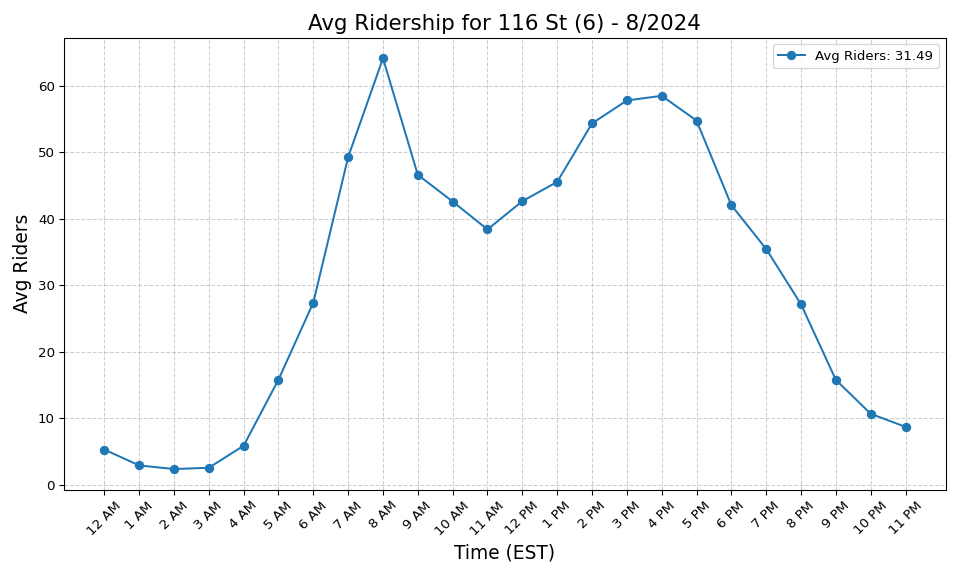 Avg Ridership for 116 St (6) - 8/2024
Avg Riders: 31.49
Avg Riders
60
50
40
30
20
10
0
12 AM
1 AM
2 AM
3 AM
4 AM
5 AM
6 AM
7 AM
8 AM
9 AM
10 AM
11 AM
12 PM
1 PM
2 PM
3 PM
4 PM
5 PM
6 PM
7 PM
8 PM
9 PM
10 PM
11 PM
Time (EST)